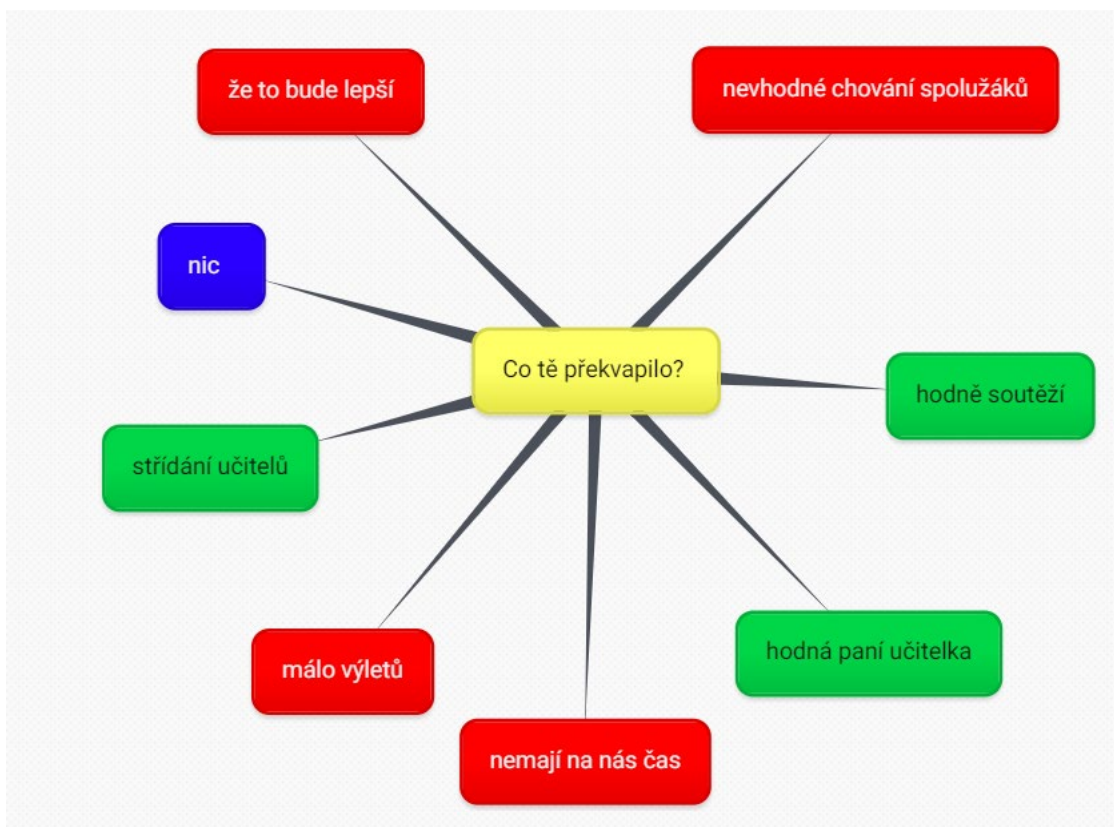 že to bude lepší
nevhodné chování spolužáků
nic
Co tě překvapilo?
hodně soutěží
střídání učitelů
hodná paní učitelka
málo výletů
nemají na nás čas